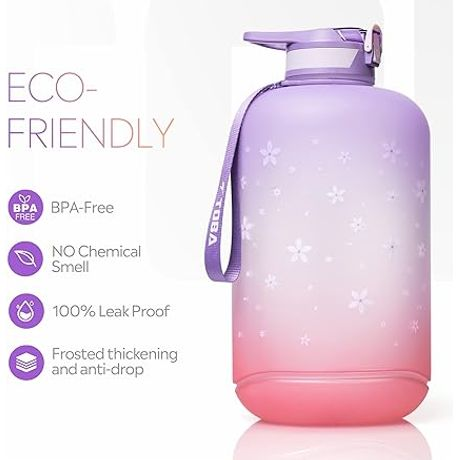 ECO-
FRIENDLY
BPA
FREE
BPA-Free
NO Chemical
Smell
100% Leak Proof
Frosted thickening
and anti-drop